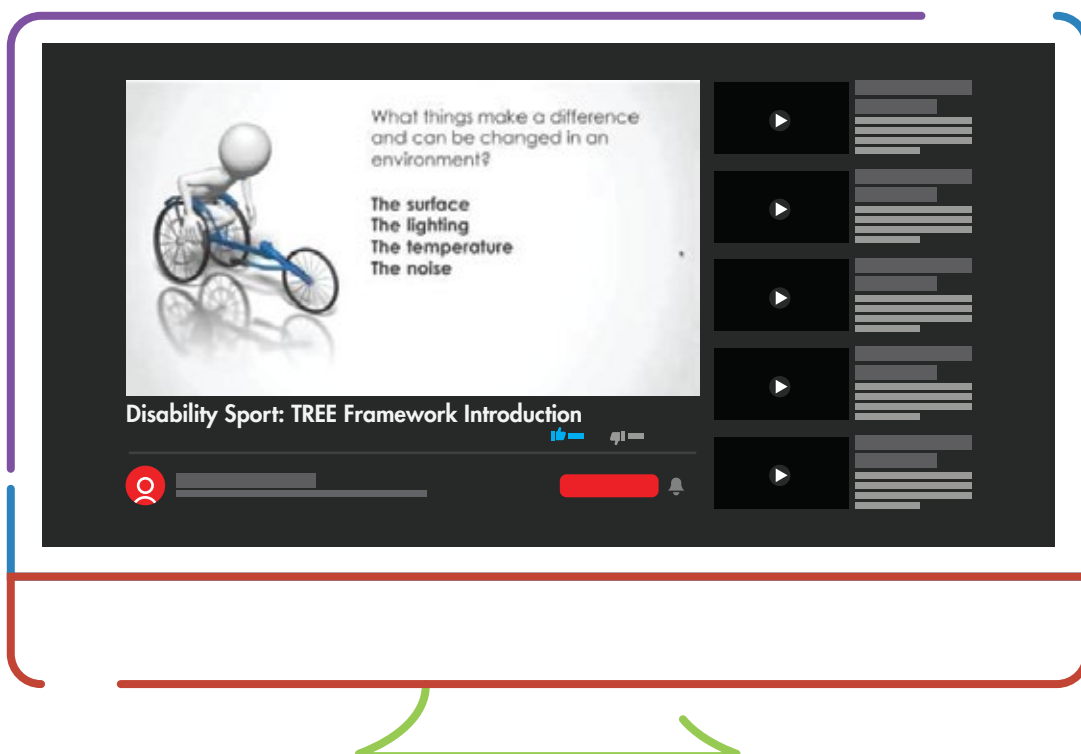 What things make a difference
and can be changed in an
environment?
The surface
The lighting
The temperature
The noise
Disability Sport: TREE Framework Introduction